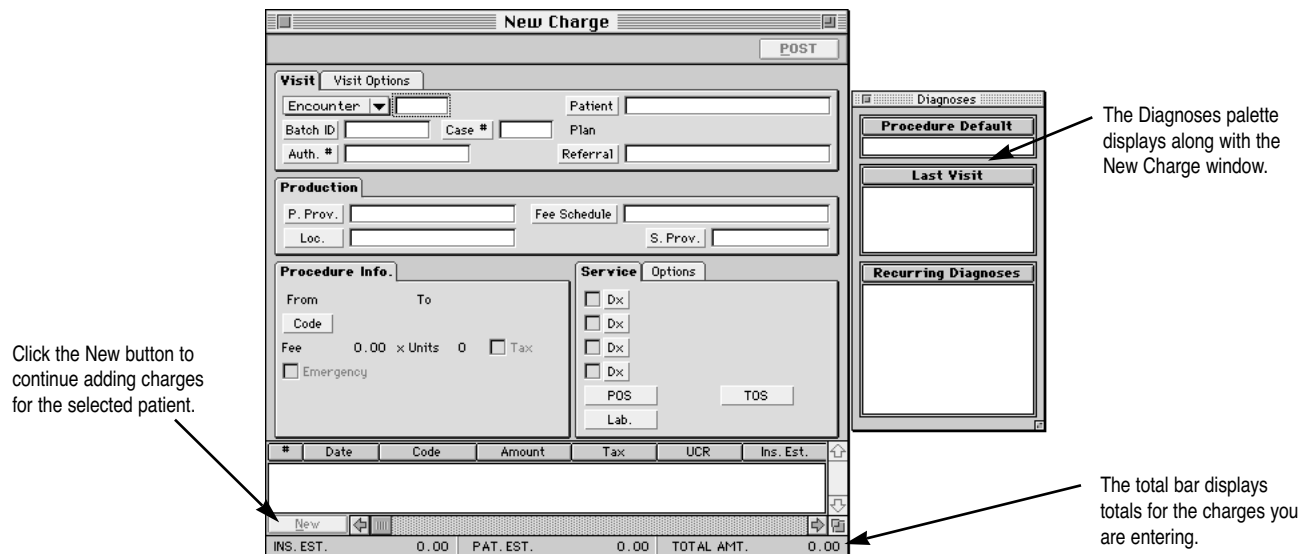 New Charge
POST
Visit Visit Options
Encounter Patient
Batch ID Case # Plan
Auth. # Referral
Production
P. Prov. Fee Schedule
Loc. S. Prov.
Procedure Info.
From To
Code
Fee 0.00 x Units 0 Tax
Emergency
Service Options
Dx
Dx
Dx
Dx
POS TOS
Lab.
# Date Code Amount Tax UCR Ins. Est.
New
INS. EST. 0.00 PAT. EST. 0.00 TOTAL AMT. 0.00
Diagnoses
Procedure Default
Last Visit
Recurring Diagnoses
The Diagnoses palette
displays along with the
New Charge window.
Click the New button to
continue adding charges
for the selected patient.
The total bar displays
totals for the charges you
are entering.